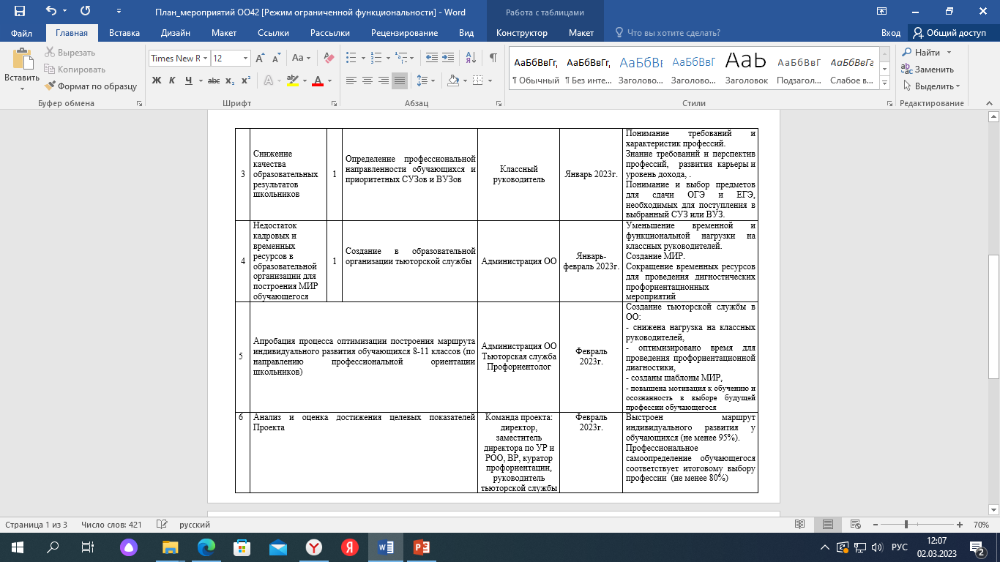 План_мероприятий ОО42 [Режим ограниченной функциональности] - Word
Работа с таблицами
Файл
Главная
Вставка
Дизайн
Макет
Ссылки
Рассылки
Рецензирование
Вид
Конструктор
Макет
Что вы хотите сделать?
Вход
Общий доступ
Вставить
Вырезать
Копировать
Формат по образцу
Буфер обмена
Times New R
12
Aa
Ж К Ч abc x₂ x²
Шрифт
Абзац
АаБбВвГг,
АаБбВвГг,
АаБбВв
АаБбВвГ
АаБ
АаБбВвГ
АаБбВвГг
¶ Обычный
¶ Без инте...
Заголово...
Заголово...
Заголовок
Подзагол...
Слабое в...
Стили
Найти
Заменить
Выделить
Редактирование
3
Снижение
качества
образовательных
результатов
школьников
1
Определение профессиональной
направленности обучающихся и
приоритетных СУЗов и ВУЗов
Классный
руководитель
Январь 2023г.
Понимание требований и
характеристик профессий.
Знание требований и перспектив
профессий, развития карьеры и
уровень дохода, .
Понимание и выбор предметов
для сдачи ОГЭ и ЕГЭ,
необходимых для поступления в
выбранный СУЗ или ВУЗ.
4
Недостаток
кадровых и
временных
ресурсов в
образовательной
организации для
построения МИР
обучающегося
1
Создание в образовательной
организации тьюторской службы
Администрация ОО
Январь-
февраль 2023г.
Уменьшение временной и
функциональной нагрузки на
классных руководителей.
Создание МИР.
Сокращение временных ресурсов
для проведения дигностических
профориентационных
мероприятий
5
Апробация процесса оптимизации построения маршрута
индивидуального развития обучающихся 8-11 классов (по
направлению профессиональной ориентации
школьников)
Администрация ОО
Тьюторская служба
Профориентолог
Февраль
2023г.
Создание тьюторской службы в
ОО:
- снижена нагрузка на классных
руководителей,
- оптимизировано время для
проведения профориентационной
диагностики,
- созданы шаблоны МИР,
- повышена мотивация к обучению и
осознанность в выборе будущей
профессии обучающегося
6
Анализ и оценка достижения целевых показателей
Проекта
Команда проекта:
директор,
заместитель
директора по УР и
РОО, ВР, куратор
профориентации,
руководитель
тьюторской службы
Февраль
2023г.
Выстроен маршрут
индивидуального развития у
обучающихся (не менее 95%).
Профессиональное
самоопределение обучающегося
соответствует итоговому выбору
профессии (не менее 80%)
Страница 1 из 3
Число слов: 421
русский
70%
РУС
12:07
02.03.2023
2